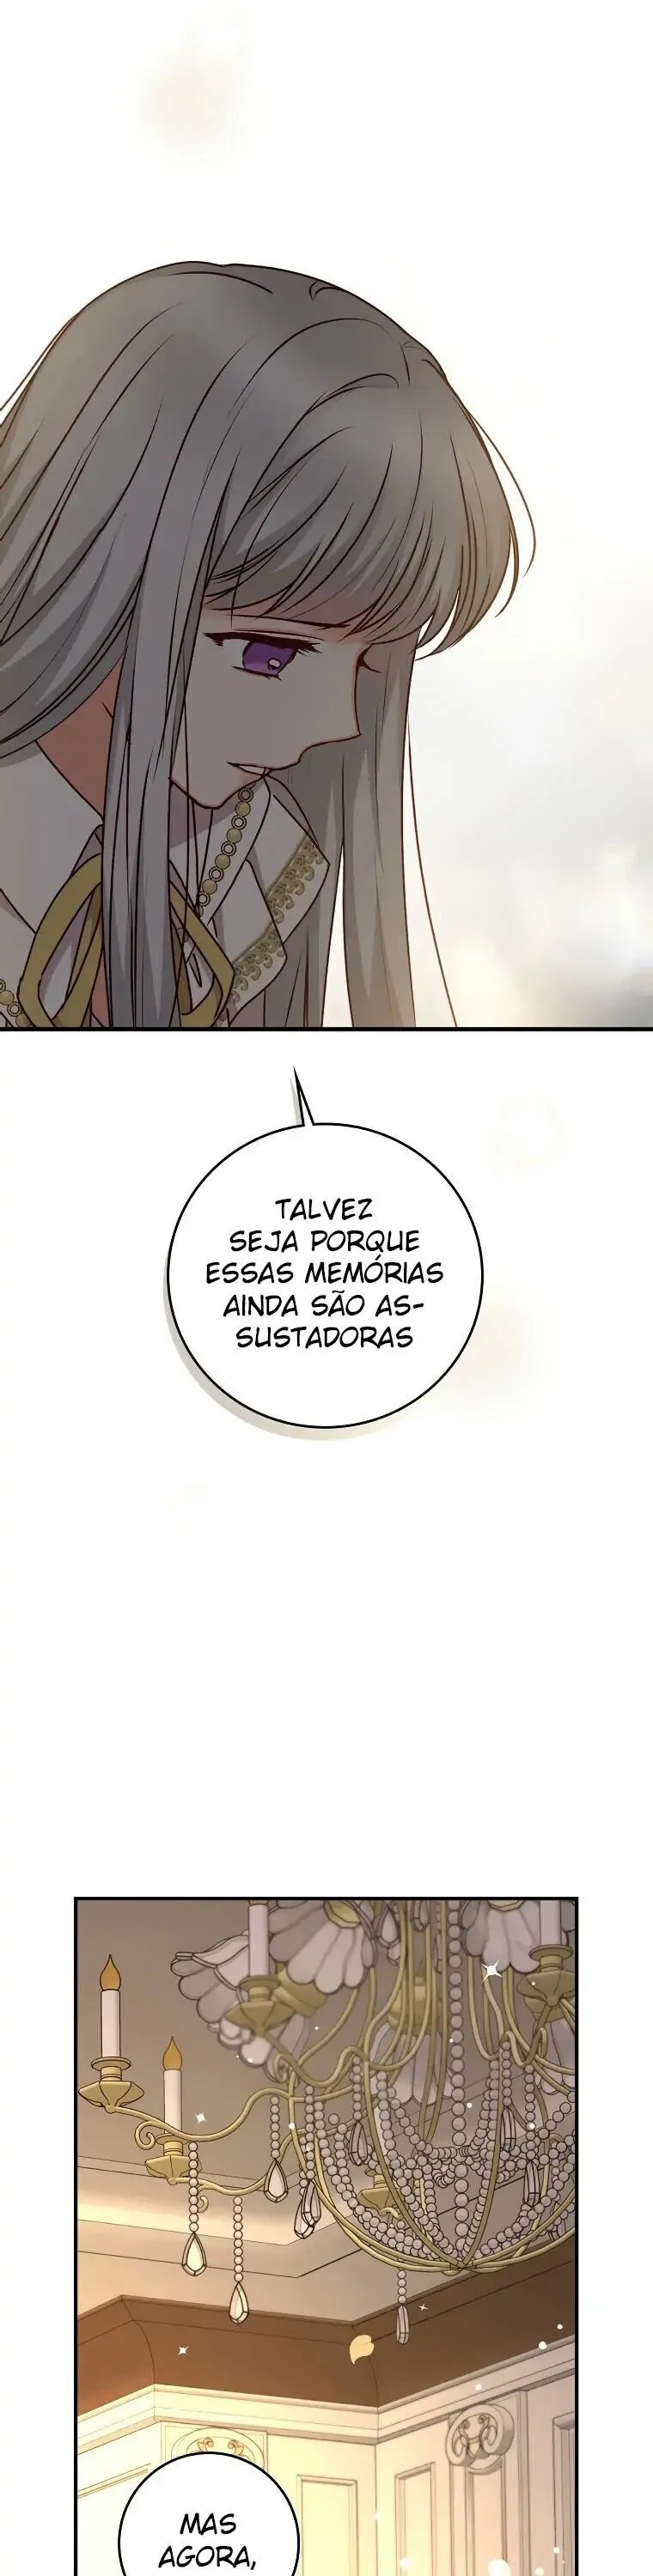 TALVEZ
SEJA PORQUE
ESSAS MEMÓRIAS
AINDA SÃO AS-
SUSTADORAS
MAS
AGORA,